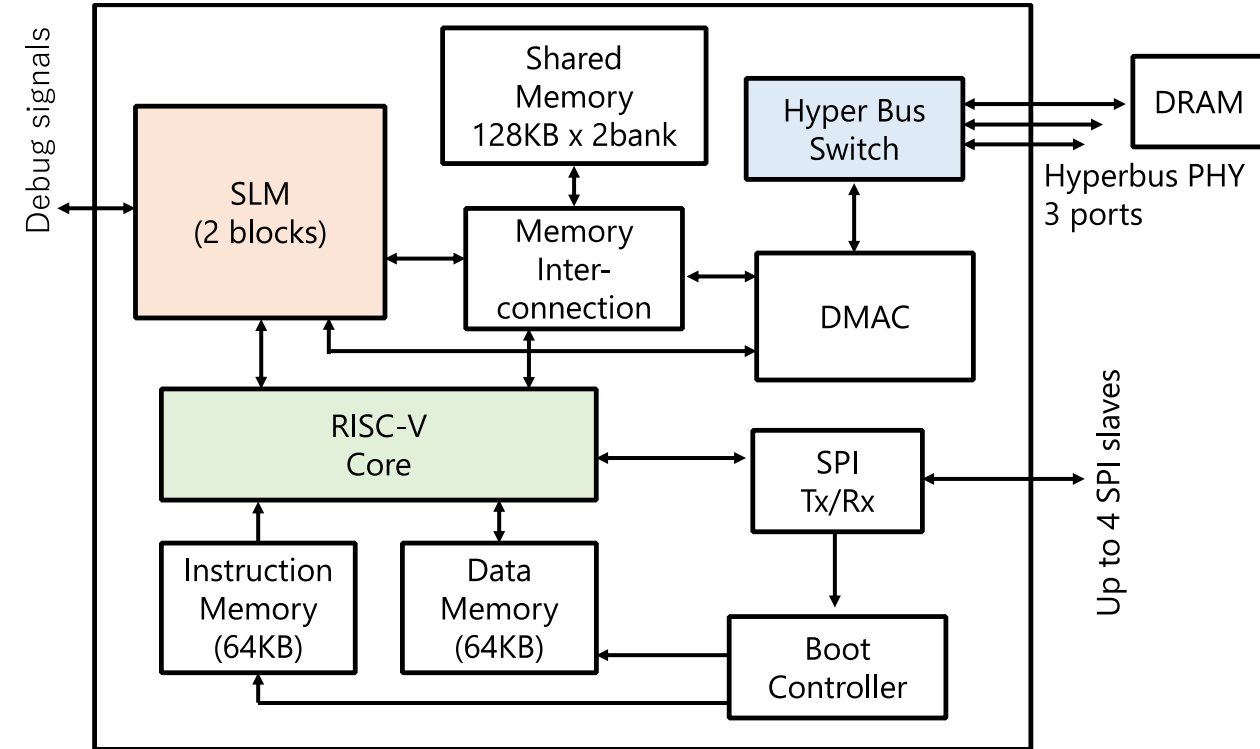 Debug signals
Shared
Memory
128KB x 2bank
Hyper Bus
Switch
DRAM
Hyperbus PHY
3 ports
SLM
(2 blocks)
Memory
Inter-
connection
DMAC
RISC-V
Core
SPI
Tx/Rx
Up to 4 SPI slaves
Instruction
Memory
(64KB)
Data
Memory
(64KB)
Boot
Controller